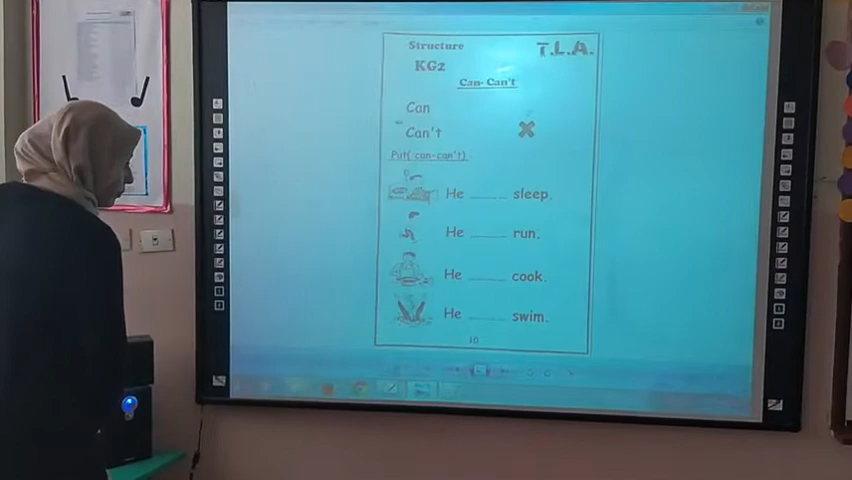 Structure
T.L.A.
KG2
Can- Can't
Can
Can't
Put( can-can't)
He ____ sleep.
He ____ run.
He ____ cook.
He ____ swim.
10